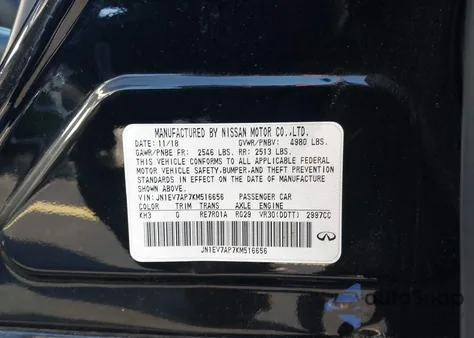 MANUFACTURED BY NISSAN MOTOR CO.,LTD.
DATE: 11/18 GVWR/PNBV: 4980 LBS.
GAWR/PNBE FR: 2546 LBS. RR: 2513 LBS.
THIS VEHICLE CONFORMS TO ALL APPLICABLE FEDERAL
MOTOR VEHICLE SAFETY,BUMPER,AND THEFT PREVENTION
STANDARDS IN EFFECT ON THE DATE OF MANUFACTURE
SHOWN ABOVE.
VIN: JN1EV7AP7KM516656 PASSENGER CAR
COLOR TRIM TRANS AXLE ENGINE
KH3 G RE7R01A RG29 VR30(DDTT) 2997CC
JN1EV7AP7KM516656
INFINITI
AutoSnap